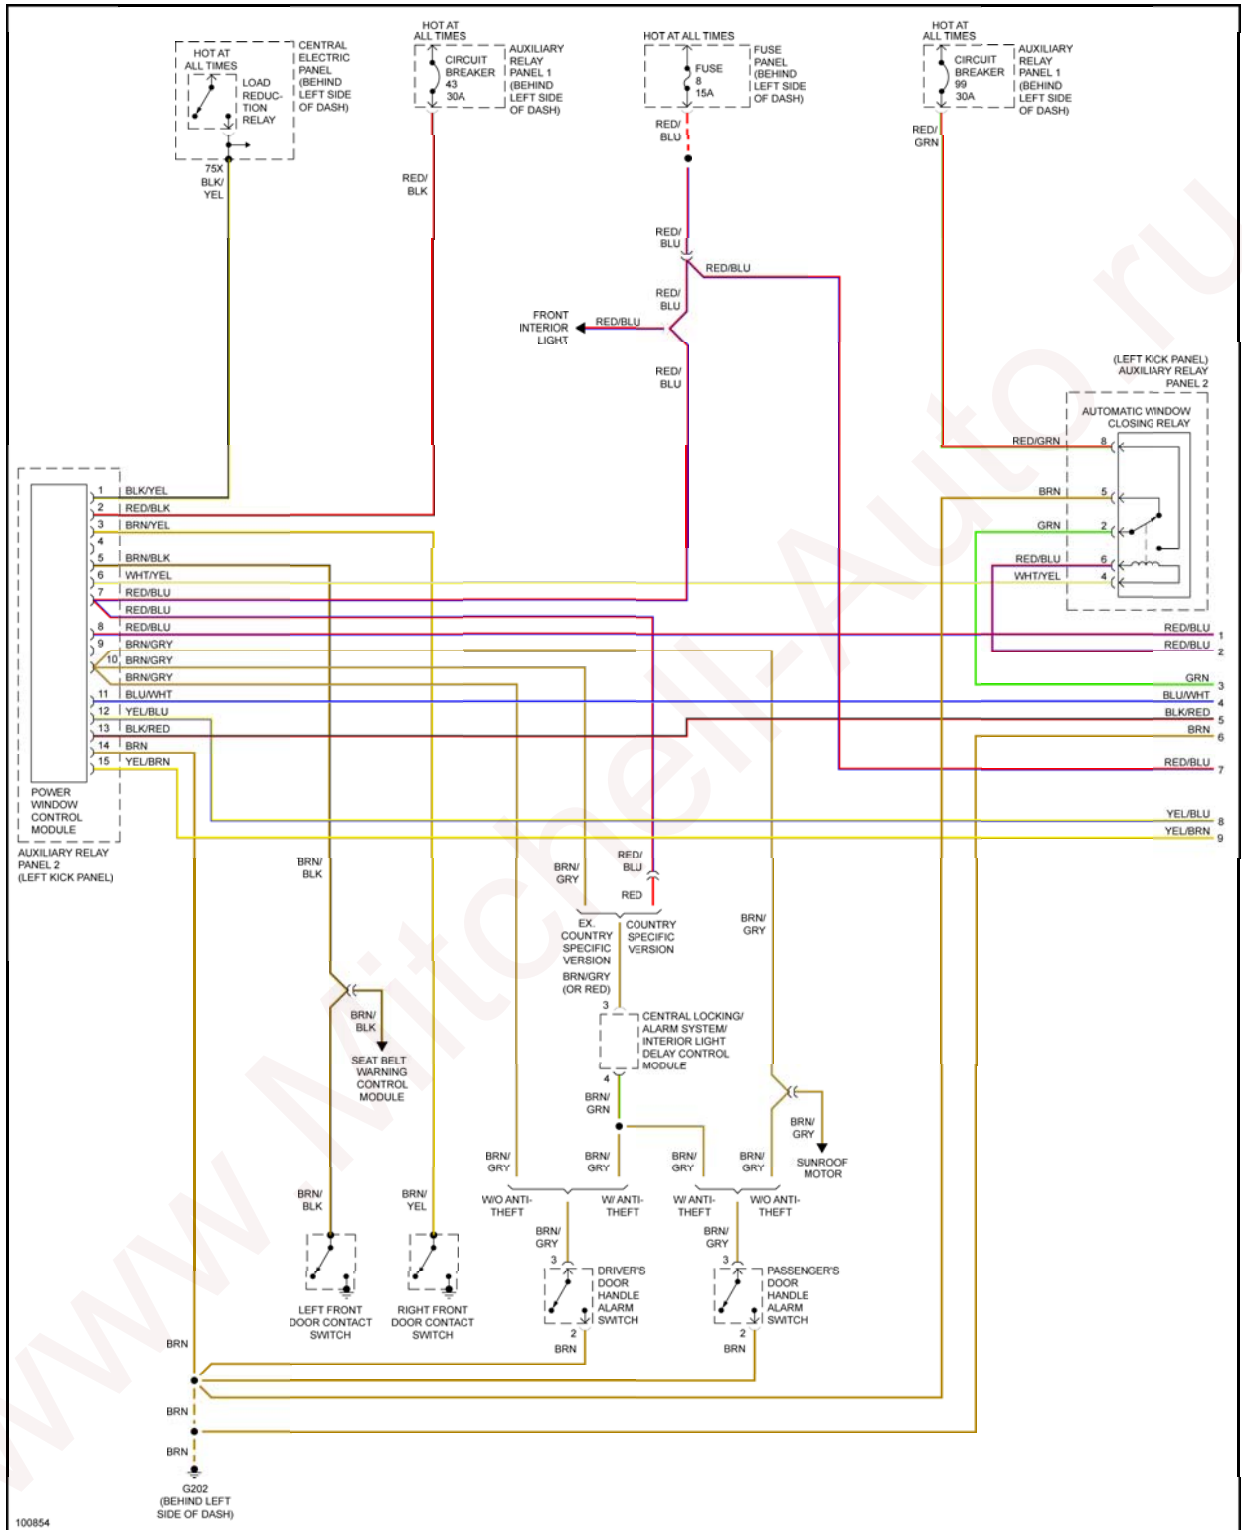 HOT AT
ALL TIMES
LOAD
REDUC-
TION
RELAY
CENTRAL
ELECTRIC
PANEL
(BEHIND
LEFT SIDE
OF DASH)
75X
BLK/
YEL
HOT AT
ALL TIMES
CIRCUIT
BREAKER
43
30A
AUXILIARY
RELAY
PANEL 1
(BEHIND
LEFT SIDE
OF DASH)
RED/
BLK
HOT AT ALL TIMES
FUSE
8
15A
FUSE
PANEL
(BEHIND
LEFT SIDE
OF DASH)
RED/
BLU
RED/
BLU
RED/BLU
RED/
BLU
FRONT
INTERIOR
LIGHT
RED/BLU
RED/
BLU
HOT AT
ALL TIMES
CIRCUIT
BREAKER
99
30A
AUXILIARY
RELAY
PANEL 1
(BEHIND
LEFT SIDE
OF DASH)
RED/
GRN
(LEFT KICK PANEL)
AUXILIARY RELAY
PANEL 2
AUTOMATIC WINDOW
CLOSING RELAY
RED/GRN 8
BRN 5
GRN 2
RED/BLU 6
WHT/YEL 4
1 BLK/YEL
2 RED/BLK
3 BRN/YEL
4
5 BRN/BLK
6 WHT/YEL
7 RED/BLU
RED/BLU
8 RED/BLU
9 BRN/GRY
10 BRN/GRY
BRN/GRY
11 BLU/WHT
12 YEL/BLU
13 BLK/RED
14 BRN
15 YEL/BRN
POWER
WINDOW
CONTROL
MODULE
AUXILIARY RELAY
PANEL 2
(LEFT KICK PANEL)
RED/BLU 1
RED/BLU 2
GRN 3
BLU/WHT 4
BLK/RED 5
BRN 6
RED/BLU 7
YEL/BLU 8
YEL/BRN 9
BRN/
BLK
BRN/
GRY
RED/
BLU
RED
BRN/
GRY
EX.
COUNTRY
SPECIFIC
VERSION
COUNTRY
SPECIFIC
VERSION
BRN/GRY
(OR RED)
3
CENTRAL LOCKING/
ALARM SYSTEM/
INTERIOR LIGHT
DELAY CONTROL
MODULE
4
BRN/
GRN
BRN/
BLK
SEAT BELT
WARNING
CONTROL
MODULE
BRN/
GRY
SUNROOF
MOTOR
BRN/
GRY
BRN/
GRY
BRN/
GRY
BRN/
GRY
W/O ANTI-
THEFT
W/ ANTI-
THEFT
W/ ANTI-
THEFT
W/O ANTI-
THEFT
BRN/
BLK
BRN/
YEL
BRN/
GRY
BRN/
GRY
3
DRIVER'S
DOOR
HANDLE
ALARM
SWITCH
2
BRN
3
PASSENGER'S
DOOR
HANDLE
ALARM
SWITCH
2
BRN
LEFT FRONT
DOOR CONTACT
SWITCH
RIGHT FRONT
DOOR CONTACT
SWITCH
BRN
BRN
BRN
G202
(BEHIND LEFT
SIDE OF DASH)
100854
www.Mitchell-Auto.ru